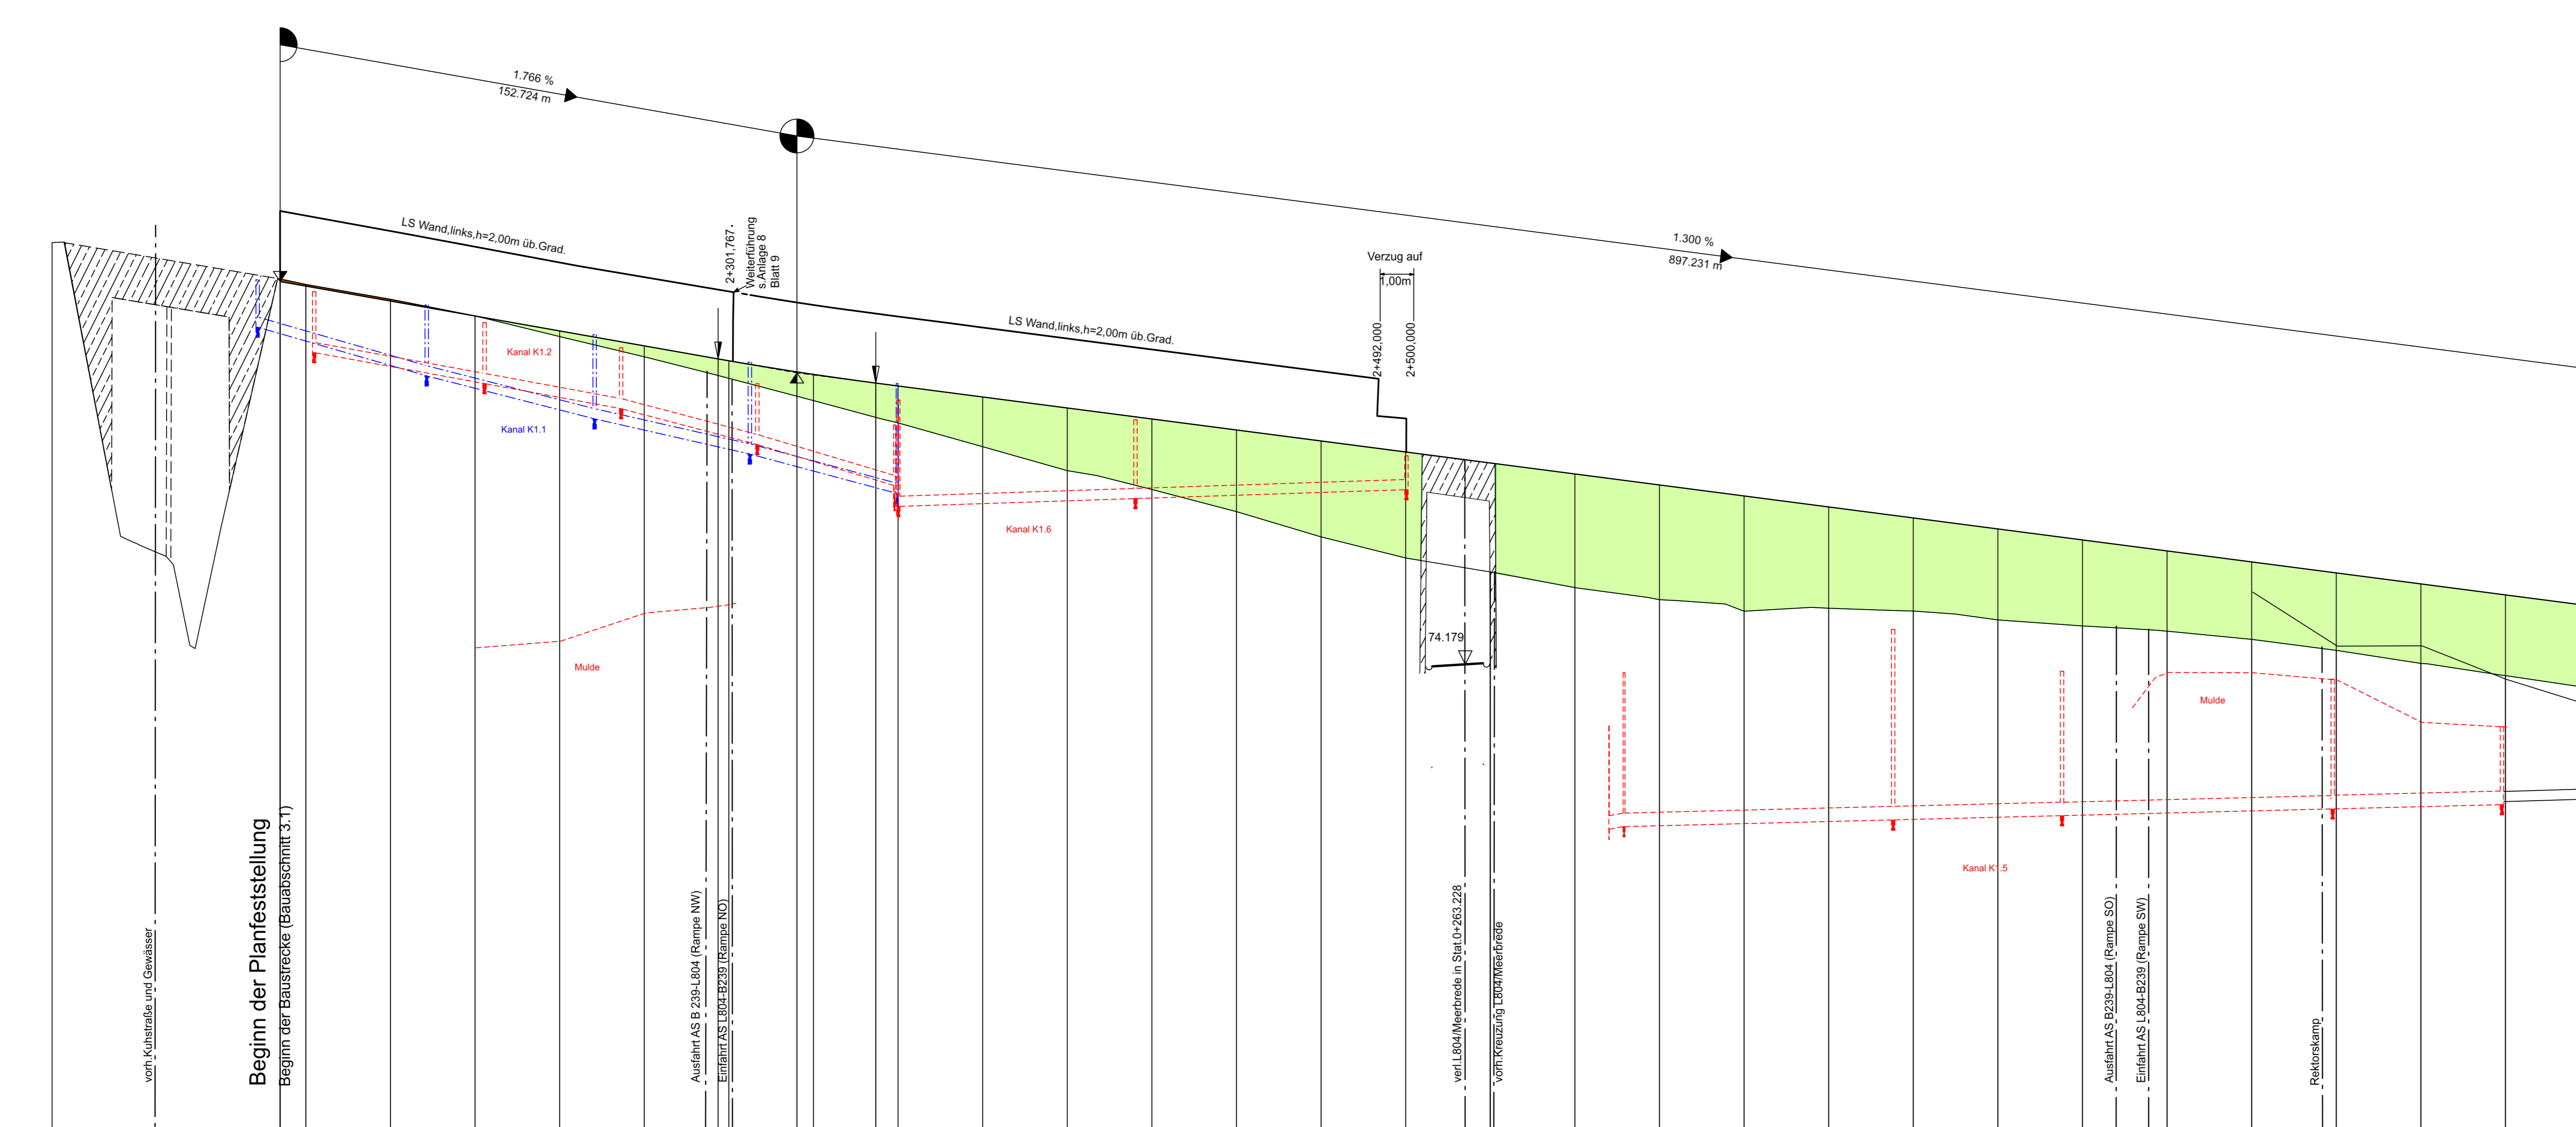 1.766 %
152.724 m
LS Wand,links,h=2,00m üb.Grad.
2+301,767
Weiterführung
s.Anlage 8
Blatt 9
1.300 %
897.231 m
Verzug auf
1,00m
2+492,000
2+500,000
LS Wand,links,h=2,00m üb.Grad.
Kanal K1.2
Kanal K1.1
Kanal K1.6
Mulde
74.179
Mulde
Kanal K1.5
vorh.Kuhstraße und Gewässer
Beginn der Planfeststellung
Beginn der Baustrecke (Bauabschnitt 3.1)
Ausfahrt AS B 239-L804 (Rampe NW)
Einfahrt AS L804-B239 (Rampe NO)
verl.L804/Meerbrede in Stat.0+263.228
vorh.Kreuzung L804/Meerbrede
Ausfahrt AS B239-L804 (Rampe SO)
Einfahrt AS L804-B239 (Rampe SW)
Rektorskamp